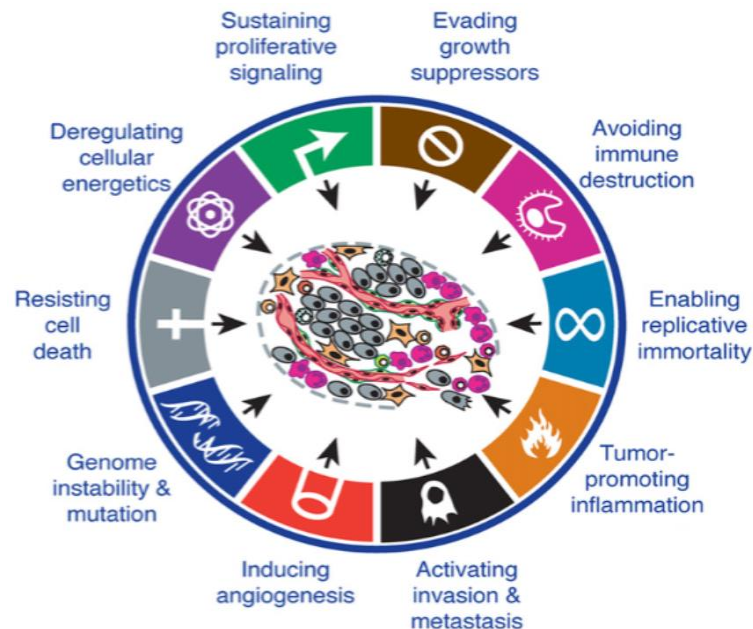 Sustaining
proliferative
signaling
Evading
growth
suppressors
Avoiding
immune
destruction
Enabling
replicative
immortality
Tumor-
promoting
inflammation
Activating
invasion &
metastasis
Inducing
angiogenesis
Genome
instability &
mutation
Resisting
cell
death
Deregulating
cellular
energetics